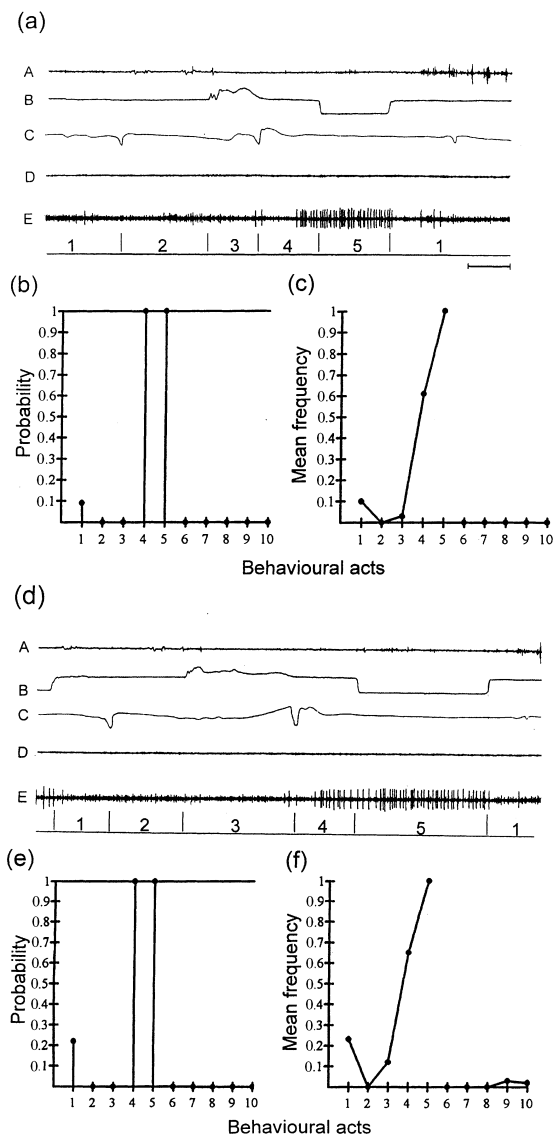 (a)
A
B
C
D
E
1 2 3 4 5 1
(b) (c)
Probability
1
0.9
0.8
0.7
0.6
0.5
0.4
0.3
0.2
0.1
1 2 3 4 5 6 7 8 9 10
Mean frequency
1
0.9
0.8
0.7
0.6
0.5
0.4
0.3
0.2
0.1
1 2 3 4 5 6 7 8 9 10
Behavioural acts
(d)
A
B
C
D
E
1 2 3 4 5 1
(e) (f)
Probability
1
0.9
0.8
0.7
0.6
0.5
0.4
0.3
0.2
0.1
1 2 3 4 5 6 7 8 9 10
Mean frequency
1
0.9
0.8
0.7
0.6
0.5
0.4
0.3
0.2
0.1
1 2 3 4 5 6 7 8 9 10
Behavioural acts